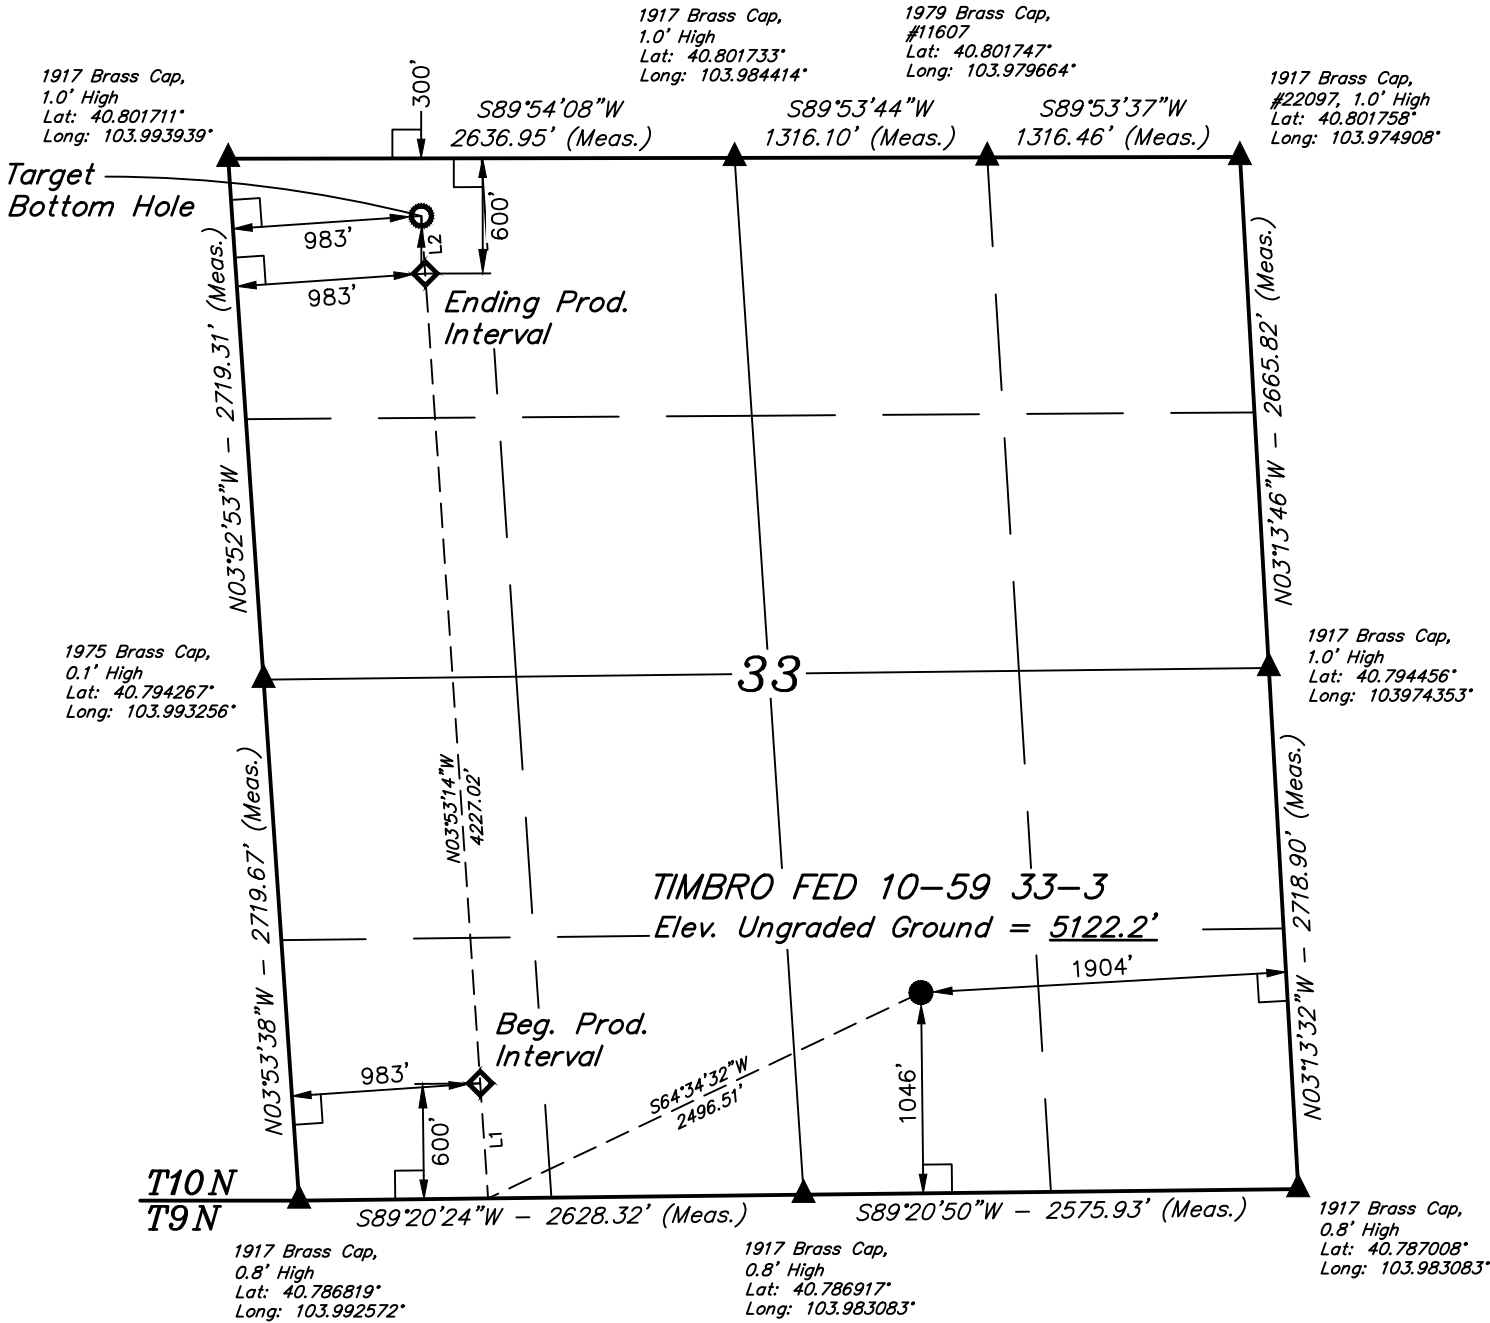 1917 Brass Cap,
1.0' High
Lat: 40.801733°
Long: 103.984414°
1979 Brass Cap,
#11607
Lat: 40.801747°
Long: 103.979664°
1917 Brass Cap,
1.0' High
Lat: 40.801711°
Long: 103.993939°
1917 Brass Cap,
#22097, 1.0' High
Lat: 40.801758°
Long: 103.974908°
300'
S89°54'08"W
2636.95' (Meas.)
S89°53'44"W
1316.10' (Meas.)
S89°53'37"W
1316.46' (Meas.)
Target
Bottom Hole
983'
L2
600'
983'
Ending Prod.
Interval
N03°52'53"W - 2719.31' (Meas.)
N03°13'46"W - 2665.82' (Meas.)
1975 Brass Cap,
0.1' High
Lat: 40.794267°
Long: 103.993256°
33
1917 Brass Cap,
1.0' High
Lat: 40.794456°
Long: 103974353°
N03°53'14"W
4227.02'
N03°53'38"W - 2719.67' (Meas.)
N03°13'32"W - 2718.90' (Meas.)
TIMBRO FED 10-59 33-3
Elev. Ungraded Ground = 5122.2'
1904'
Beg. Prod.
Interval
983'
600'
L1
S64°34'32"W
2496.51'
1046'
T10N
T9N
S89°20'24"W - 2628.32' (Meas.)
S89°20'50"W - 2575.93' (Meas.)
1917 Brass Cap,
0.8' High
Lat: 40.786819°
Long: 103.992572°
1917 Brass Cap,
0.8' High
Lat: 40.786917°
Long: 103.983083°
1917 Brass Cap,
0.8' High
Lat: 40.787008°
Long: 103.983083°